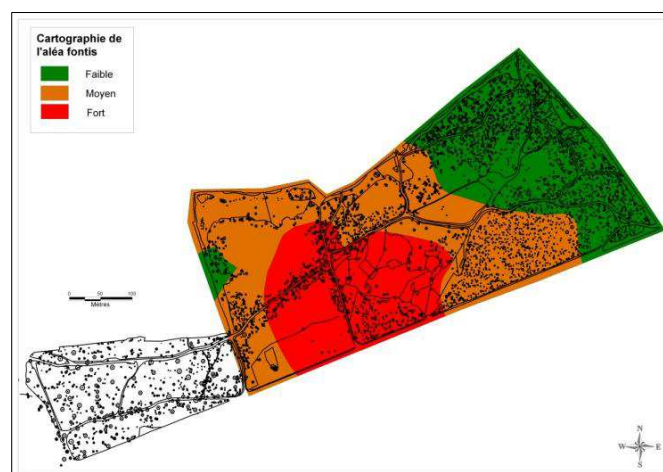 Cartographie de
l'aléa fontis
Faible
Moyen
Fort
0 50 100
Mètres
N
W E
S